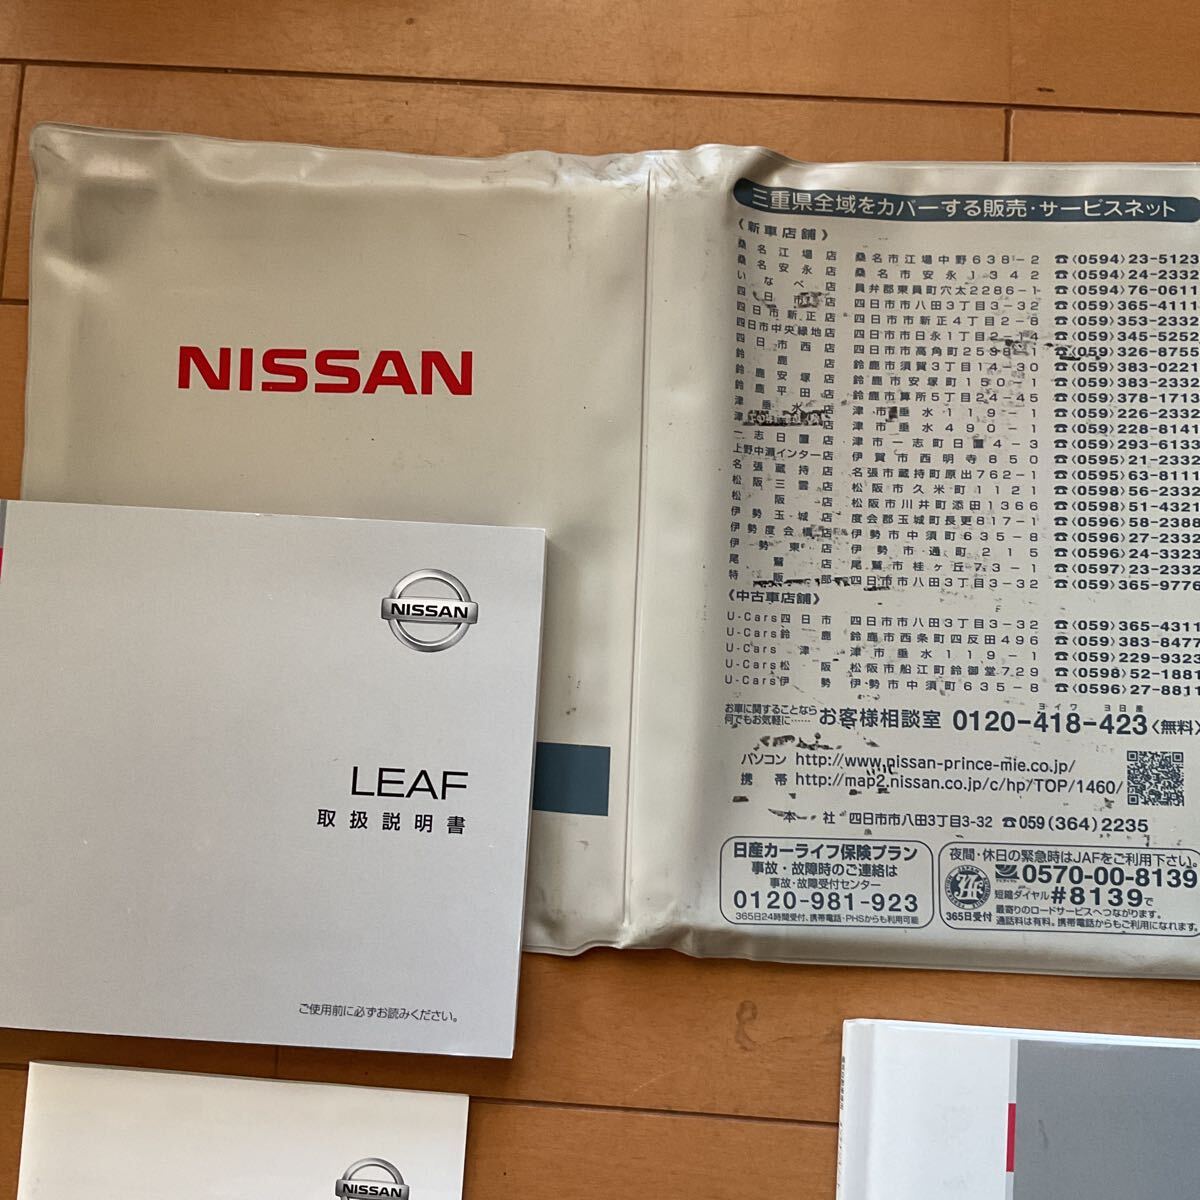 NISSAN
三重県全域をカバーする販売・サービスネット
《新車店舗》
桑名江場店 桑名市江場中野638-2 ☎(0594)23-5123
桑名安永店 桑名市安永1342 ☎(0594)24-2332
いなべ店 員弁郡東員町穴太2286-1 ☎(0594)76-0611
四日市店 四日市市八田3丁目3-32 ☎(059)365-4111
四日市新正店 四日市市新正4丁目2-8 ☎(059)353-2332
四日市中央緑地店 四日市市日永1丁目2-14 ☎(059)345-5252
四日市西店 四日市市高角町2598-1 ☎(059)326-8755
鈴鹿店 鈴鹿市須賀3丁目14-30 ☎(059)383-0221
鈴鹿安塚店 鈴鹿市安塚町150-1 ☎(059)383-2332
鈴鹿平田店 鈴鹿市算所5丁目24-45 ☎(059)378-1713
津垂水店 津市垂水119-1 ☎(059)226-2332
津 店 津市垂水490-1 ☎(059)228-8141
一志日置店 津市一志町日置4-3 ☎(059)293-6133
上野中瀬インター店 伊賀市西明寺850 ☎(0595)21-2332
名張蔵持店 名張市蔵持町原出762-1 ☎(0595)63-8111
松阪三雲店 松阪市久米町1121 ☎(0598)56-2332
松阪店 松阪市川井町添田1366 ☎(0598)51-4321
伊勢玉城店 度会郡玉城町長更817-1 ☎(0596)58-2388
伊勢度会橋店 伊勢市中須町635-8 ☎(0596)27-2332
伊勢東店 伊勢市通町215 ☎(0596)24-3323
尾鷲店 尾鷲市桂ヶ丘73-1 ☎(0597)23-2332
特販部 四日市市八田3丁目3-32 ☎(059)365-9776
《中古車店舗》
U-Cars四日市 四日市市八田3丁目3-32 ☎(059)365-4311
U-Cars鈴鹿 鈴鹿市西条町四反田496 ☎(059)383-8477
U-Cars津 津市垂水119-1 ☎(059)229-9323
U-Cars松阪 松阪市船江町鈴御堂729 ☎(0598)52-1881
U-Cars伊勢 伊勢市中須町635-8 ☎(0596)27-8811
お車に関することなら
何でもお気軽に……
お客様相談室
ヨイワ ヨ日産
0120-418-423〈無料〉
パソコン http://www.nissan-prince-mie.co.jp/
携帯 http://map2.nissan.co.jp/c/hp/TOP/1460/
本社 四日市市八田3丁目3-32 ☎059(364)2235
日産カーライフ保険プラン
事故・故障時のご連絡は
事故・故障受付センター
0120-981-923
365日24時間受付、携帯電話・PHSからも利用可能
夜間・休日の緊急時はJAFをご利用下さい。
0570-00-8139
短縮ダイヤル #8139で
最寄りのロードサービスへつながります。
365日受付 通話料は有料。携帯電話からもご利用になれます。
NISSAN
LEAF
取扱説明書
ご使用前に必ずお読みください。
NISSAN